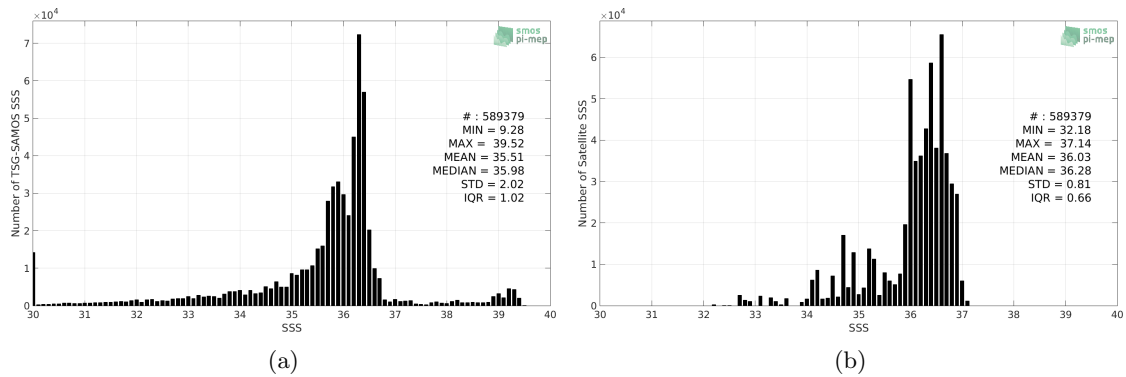 ×10⁴
smos
pi-mep
7
6
5
4
3
2
1
0
Number of TSG-SAMOS SSS
# : 589379
MIN = 9.28
MAX = 39.52
MEAN = 35.51
MEDIAN = 35.98
STD = 2.02
IQR = 1.02
30 31 32 33 34 35 36 37 38 39 40
SSS
(a)
×10⁴
smos
pi-mep
6
5
4
3
2
1
0
Number of Satellite SSS
# : 589379
MIN = 32.18
MAX = 37.14
MEAN = 36.03
MEDIAN = 36.28
STD = 0.81
IQR = 0.66
30 31 32 33 34 35 36 37 38 39 40
SSS
(b)